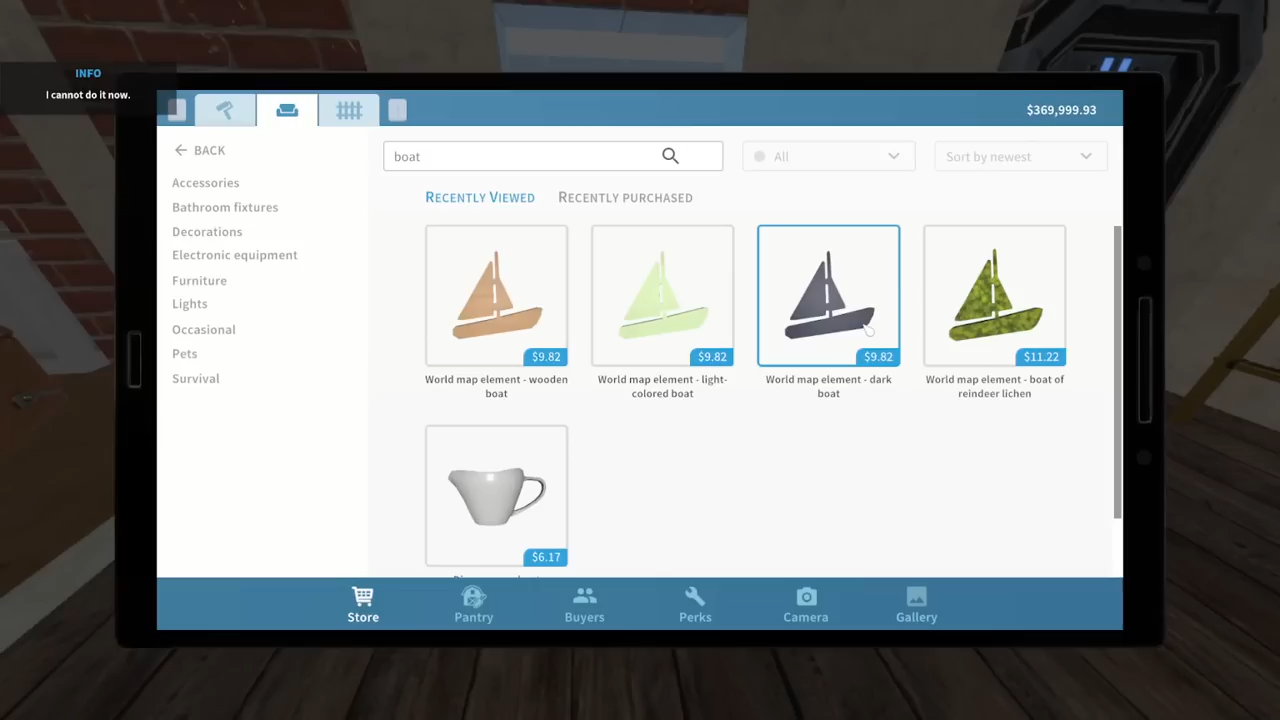 INFO
I cannot do it now.
$369,999.93
BACK
boat
All
Sort by newest
Accessories
Bathroom fixtures
Decorations
Electronic equipment
Furniture
Lights
Occasional
Pets
Survival
RECENTLY VIEWED
RECENTLY PURCHASED
$9.82
$9.82
$9.82
$11.22
World map element - wooden
boat
World map element - light-
colored boat
World map element - dark
boat
World map element - boat of
reindeer lichen
$6.17
Store
Pantry
Buyers
Perks
Camera
Gallery